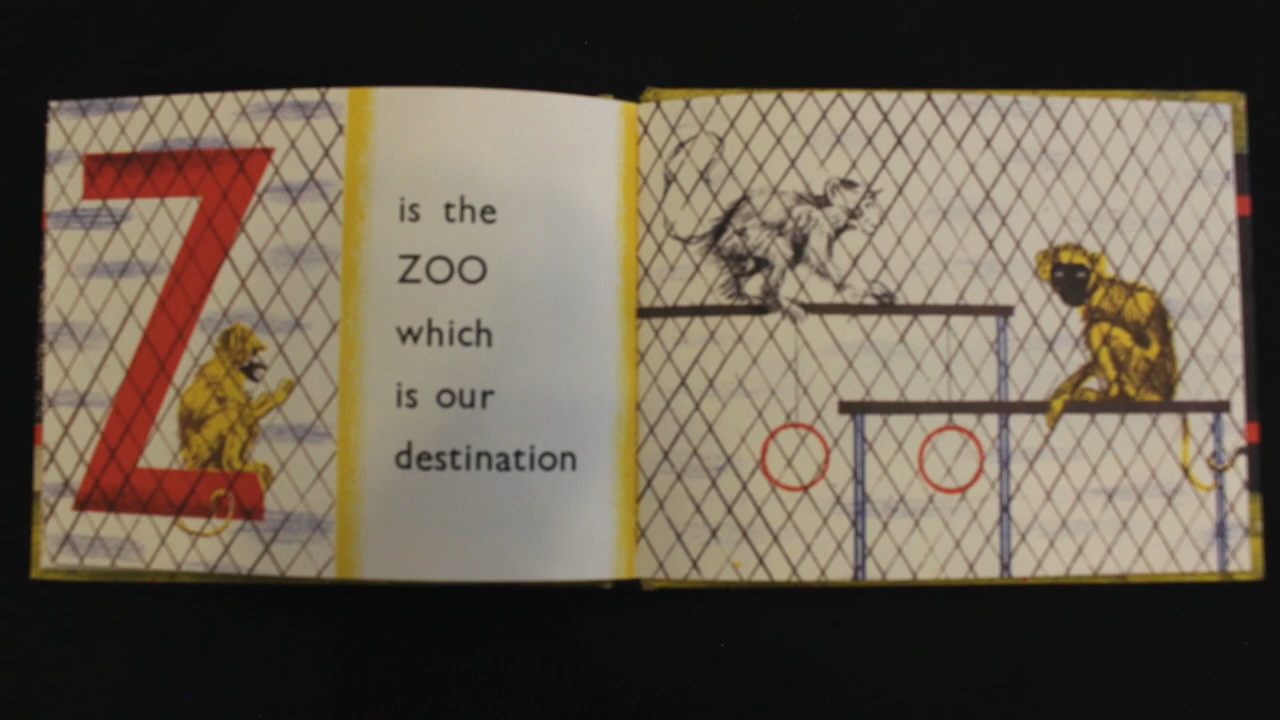 Z
is the
ZOO
which
is our
destination